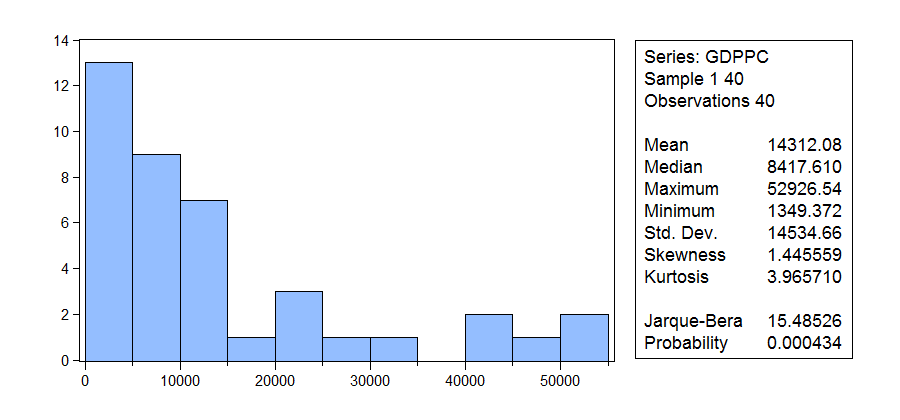 14
12
10
8
6
4
2
0
0 10000 20000 30000 40000 50000
Series: GDPPC
Sample 1 40
Observations 40
Mean 14312.08
Median 8417.610
Maximum 52926.54
Minimum 1349.372
Std. Dev. 14534.66
Skewness 1.445559
Kurtosis 3.965710
Jarque-Bera 15.48526
Probability 0.000434